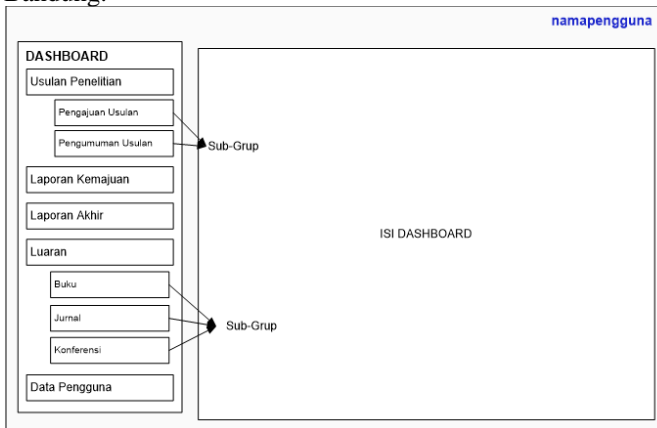 Bandung.
namapengguna
DASHBOARD
Usulan Penelitian
Pengajuan Usulan
Pengumuman Usulan
Sub-Grup
Laporan Kemajuan
Laporan Akhir
ISI DASHBOARD
Luaran
Buku
Jurnal
Sub-Grup
Konferensi
Data Pengguna